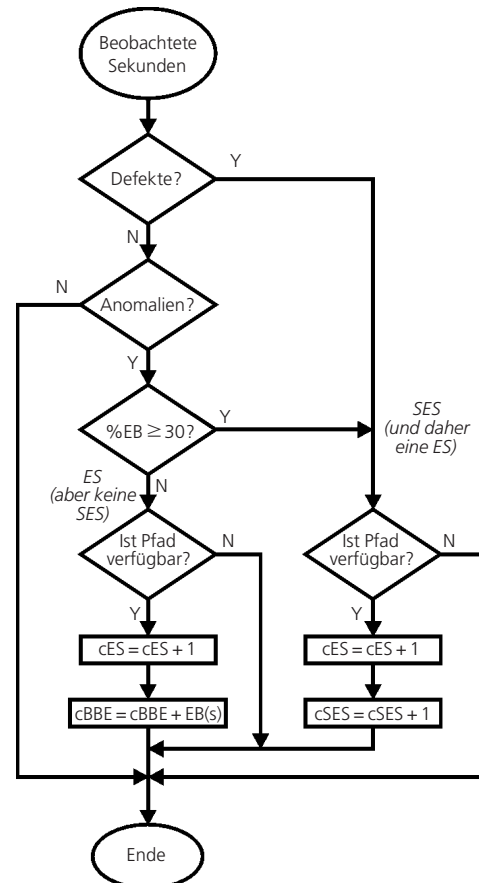 Beobachtete
Sekunden
Defekte?
Y
N
N
Anomalien?
Y
%EB ≥ 30?
Y
SES
(und daher
eine ES)
ES
(aber keine
SES)
N
Ist Pfad
verfügbar?
N
Ist Pfad
verfügbar?
N
Y
Y
cES = cES + 1
cES = cES + 1
cBBE = cBBE + EB(s)
cSES = cSES + 1
Ende